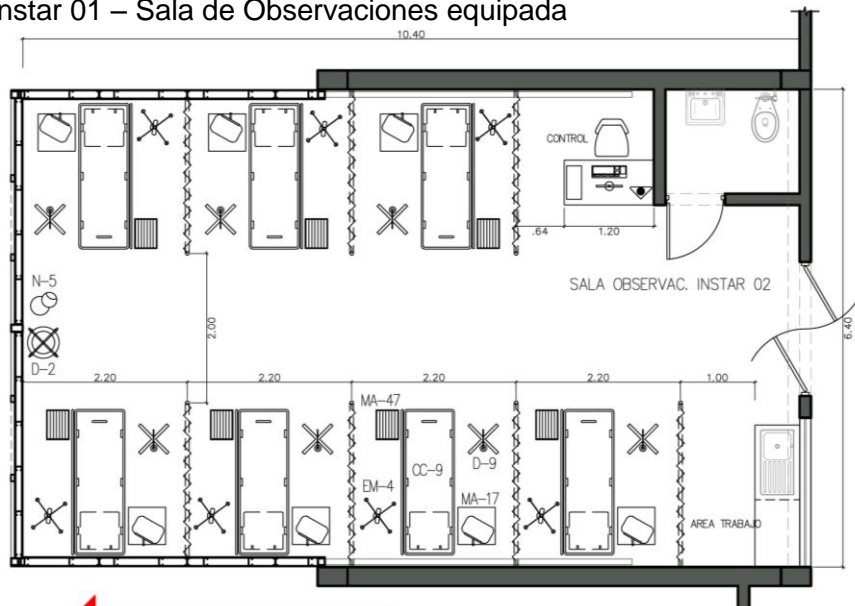 nstar 01 – Sala de Observaciones equipada
10.40
CONTROL
.64
1.20
SALA OBSERVAC. INSTAR 02
N-5
D-2
2.00
6.40
2.20
2.20
2.20
2.20
1.00
MA-47
CC-9
D-9
EM-4
MA-17
AREA TRABAJO